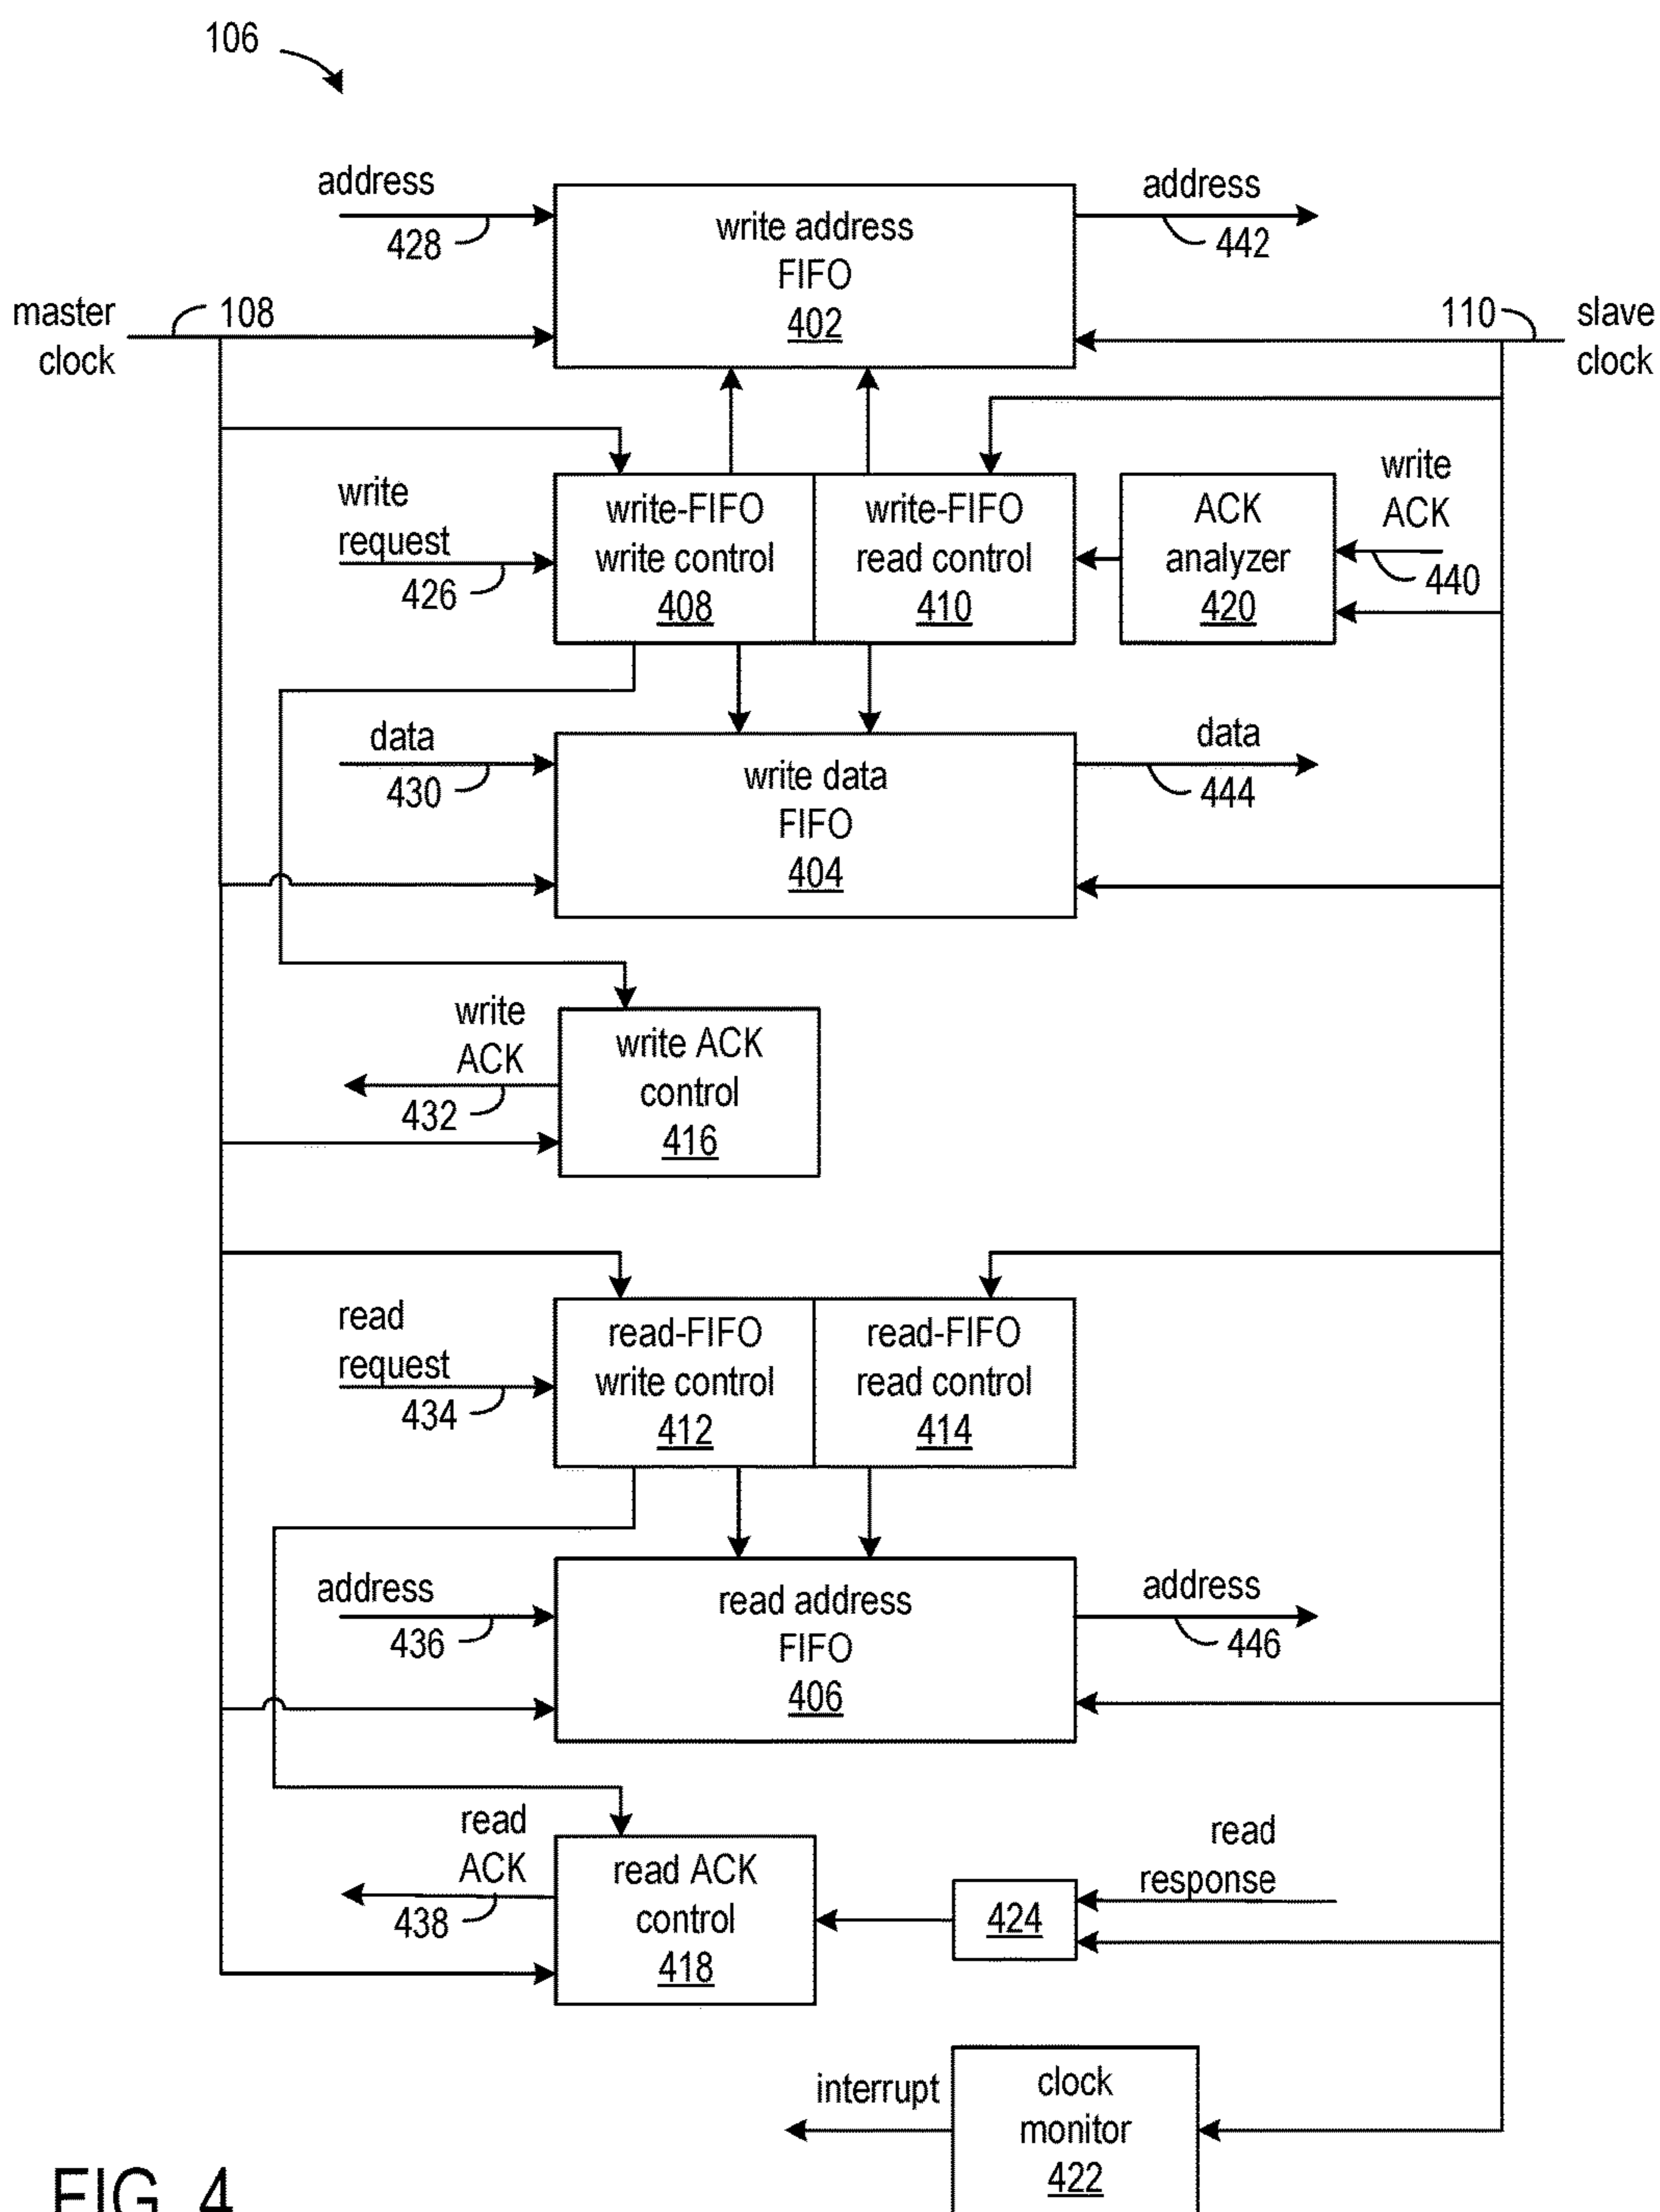 106
address
428
write address
FIFO
402
address
442
master
clock
108
110
slave
clock
write
request
426
write-FIFO
write control
408
write-FIFO
read control
410
ACK
analyzer
420
write
ACK
440
data
430
write data
FIFO
404
data
444
write
ACK
432
write ACK
control
416
read
request
434
read-FIFO
write control
412
read-FIFO
read control
414
address
436
read address
FIFO
406
address
446
read
ACK
438
read ACK
control
418
424
read
response
interrupt
clock
monitor
422
FIG. 4